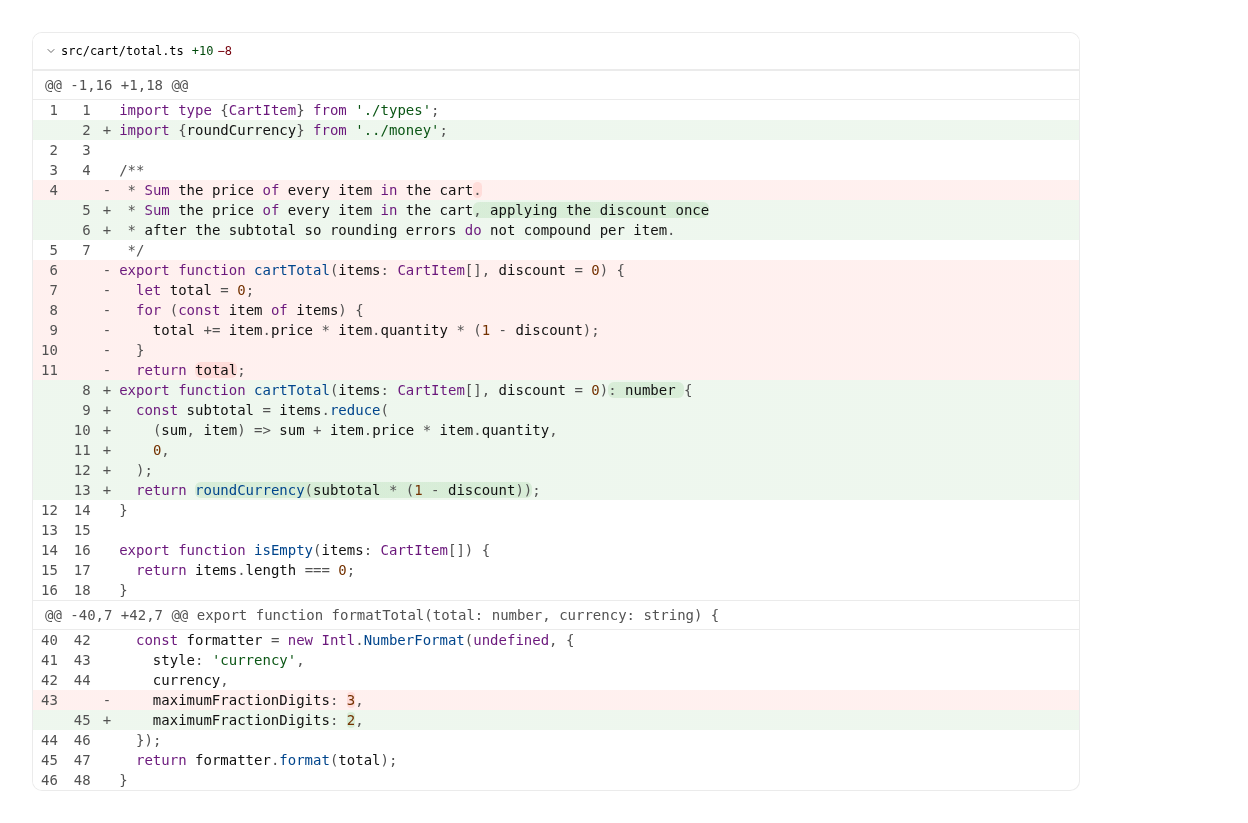 src/cart/total.ts +10 −8
@@ -1,16 +1,18 @@
1 1 import type {CartItem} from './types';
2 + import {roundCurrency} from '../money';
2 3
3 4 /**
4 - * Sum the price of every item in the cart.
5 + * Sum the price of every item in the cart, applying the discount once
6 + * after the subtotal so rounding errors do not compound per item.
5 7 */
6 - export function cartTotal(items: CartItem[], discount = 0) {
7 - let total = 0;
8 - for (const item of items) {
9 - total += item.price * item.quantity * (1 - discount);
10 - }
11 - return total;
8 + export function cartTotal(items: CartItem[], discount = 0): number {
9 + const subtotal = items.reduce(
10 + (sum, item) => sum + item.price * item.quantity,
11 + 0,
12 + );
13 + return roundCurrency(subtotal * (1 - discount));
12 14 }
13 15
14 16 export function isEmpty(items: CartItem[]) {
15 17 return items.length === 0;
16 18 }
@@ -40,7 +42,7 @@ export function formatTotal(total: number, currency: string) {
40 42 const formatter = new Intl.NumberFormat(undefined, {
41 43 style: 'currency',
42 44 currency,
43 - maximumFractionDigits: 3,
45 + maximumFractionDigits: 2,
44 46 });
45 47 return formatter.format(total);
46 48 }